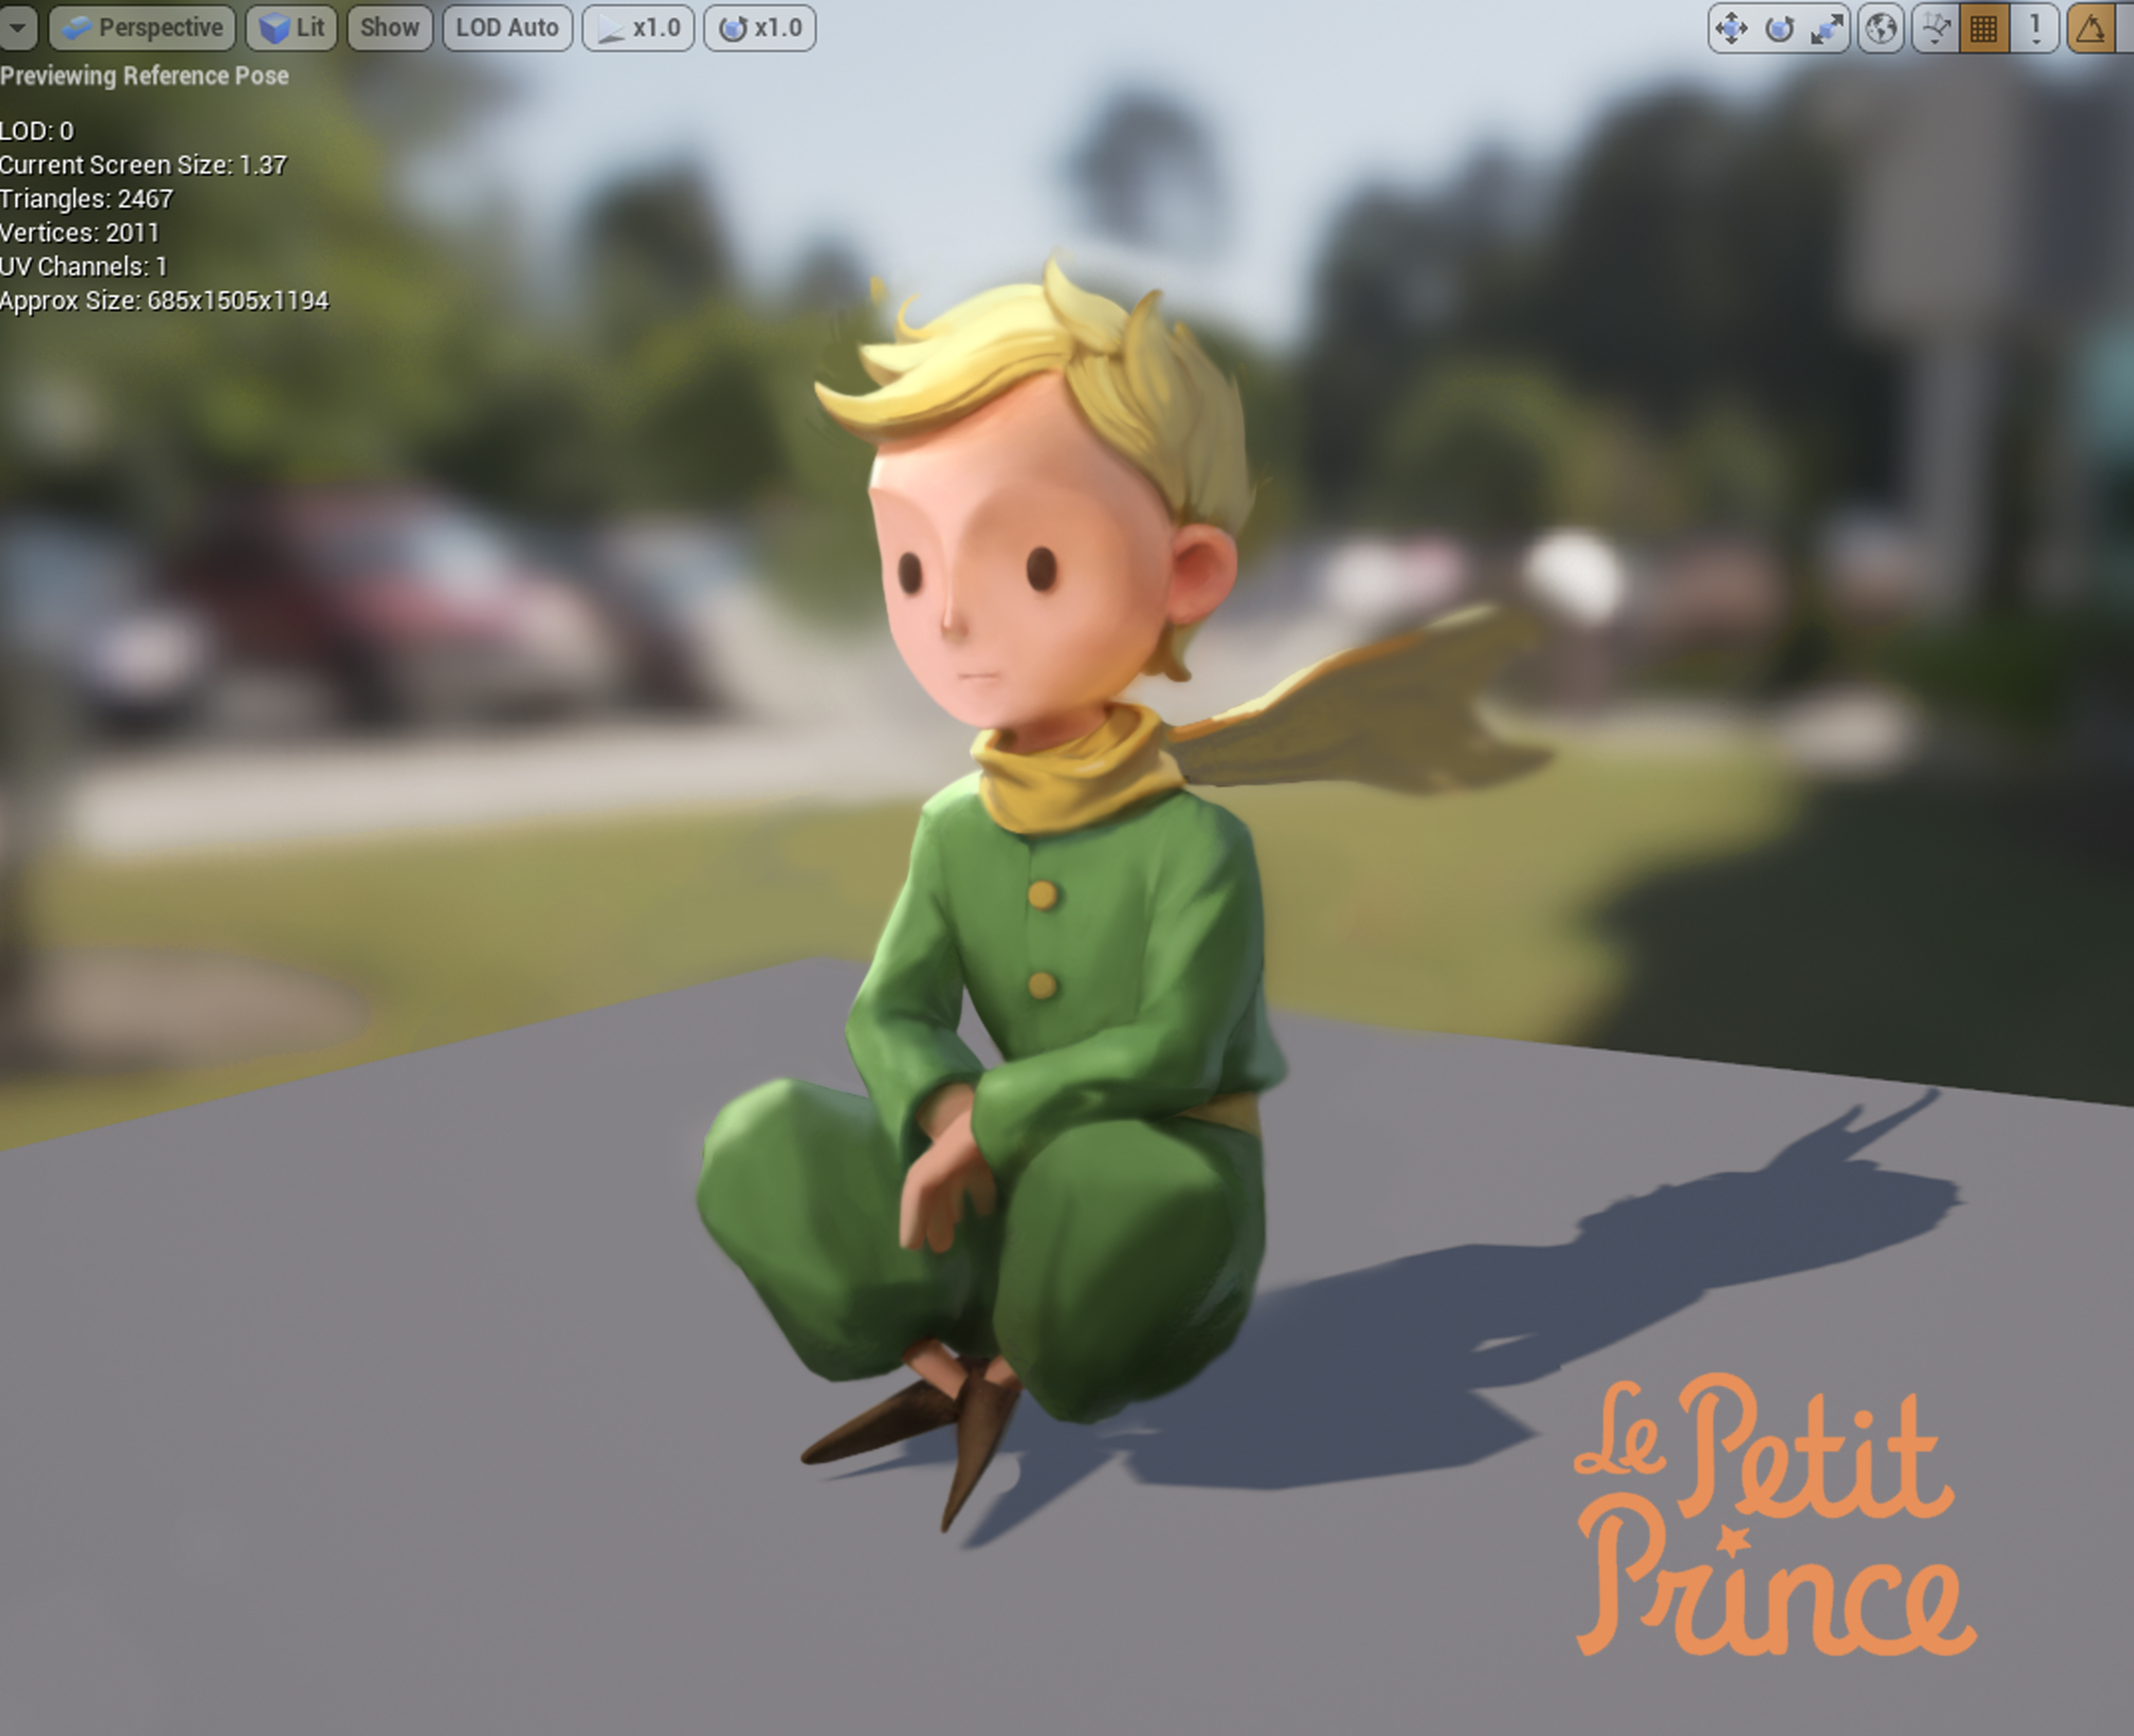 Perspective Lit Show LOD Auto x1.0 x1.0 1
Previewing Reference Pose
LOD: 0
Current Screen Size: 1.37
Triangles: 2467
Vertices: 2011
UV Channels: 1
Approx Size: 685x1505x1194
Le Petit
Prince